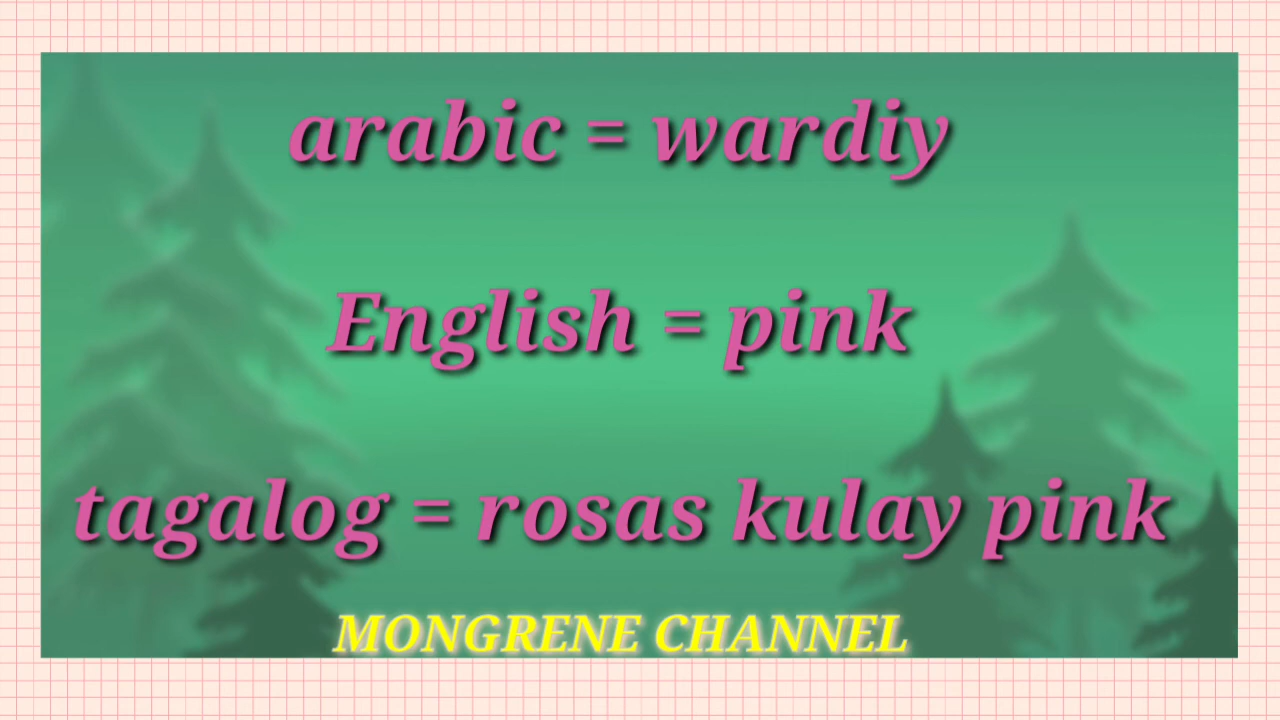 arabic = wardiy
English = pink
tagalog = rosas kulay pink
MONGRENE CHANNEL